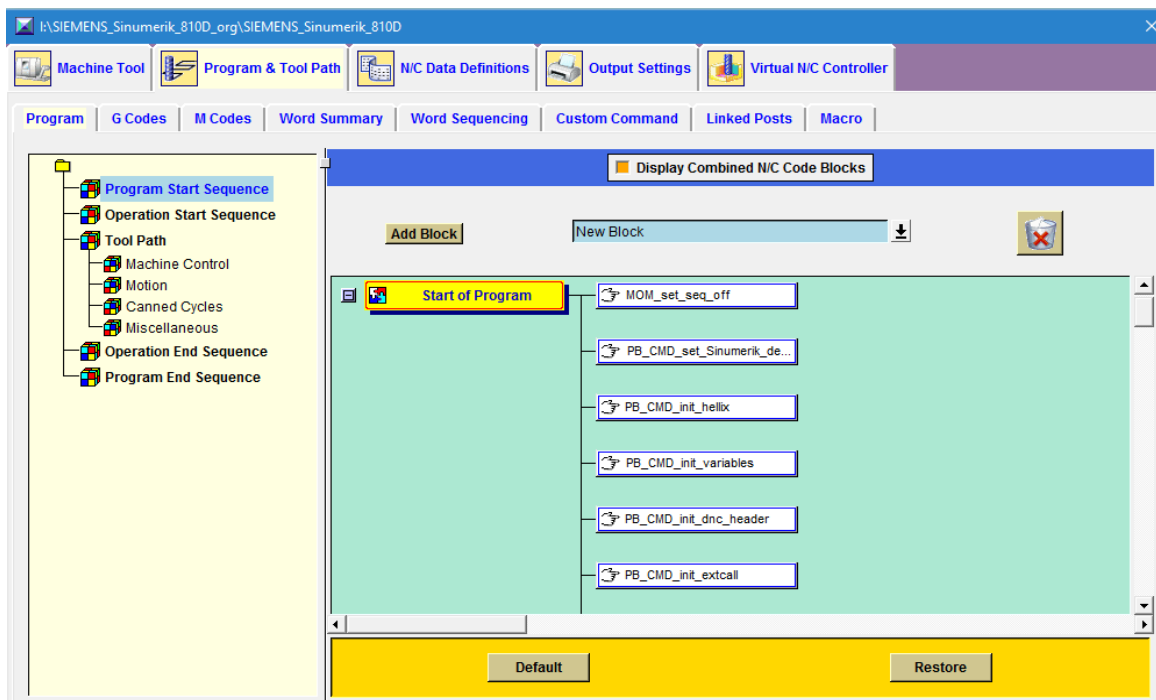 I:\SIEMENS_Sinumerik_810D_org\SIEMENS_Sinumerik_810D
Machine Tool
Program & Tool Path
N/C Data Definitions
Output Settings
Virtual N/C Controller
Program
G Codes
M Codes
Word Summary
Word Sequencing
Custom Command
Linked Posts
Macro
Program Start Sequence
Operation Start Sequence
Tool Path
Machine Control
Motion
Canned Cycles
Miscellaneous
Operation End Sequence
Program End Sequence
Display Combined N/C Code Blocks
Add Block
New Block
Start of Program
MOM_set_seq_off
PB_CMD_set_Sinumerik_de...
PB_CMD_init_hellix
PB_CMD_init_variables
PB_CMD_init_dnc_header
PB_CMD_init_extcall
Default
Restore